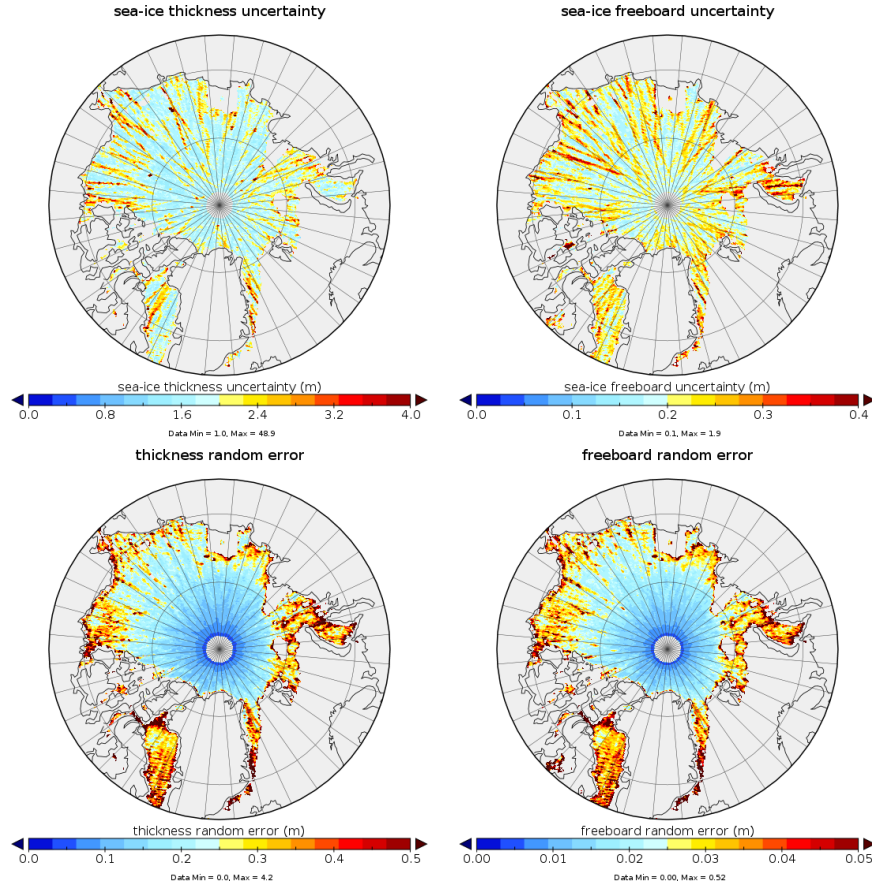 sea-ice thickness uncertainty
sea-ice freeboard uncertainty
sea-ice thickness uncertainty (m)
0.0 0.8 1.6 2.4 3.2 4.0
Data Min = 1.0, Max = 48.9
sea-ice freeboard uncertainty (m)
0.0 0.1 0.2 0.3 0.4
Data Min = 0.1, Max = 1.9
thickness random error
freeboard random error
thickness random error (m)
0.0 0.1 0.2 0.3 0.4 0.5
Data Min = 0.0, Max = 4.2
freeboard random error (m)
0.00 0.01 0.02 0.03 0.04 0.05
Data Min = 0.00, Max = 0.52